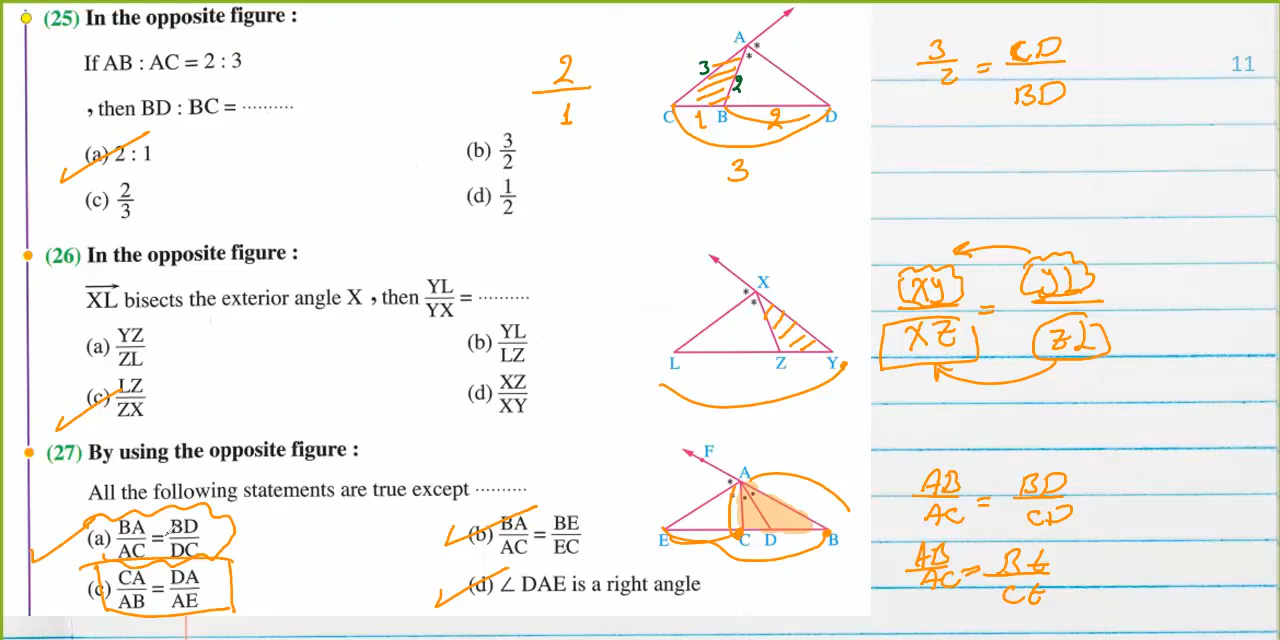 (25) In the opposite figure :
If AB : AC = 2 : 3
, then BD : BC = ··········
(a) 2 : 1
(b) 3/2
(c) 2/3
(d) 1/2
2/1
A
* *
3
2
C 1 B 2 D
3
3/2 = CD/BD
11
(26) In the opposite figure :
XL bisects the exterior angle X , then YL/YX = ··········
(a) YZ/ZL
(b) YL/LZ
(c) LZ/ZX
(d) XZ/XY
X
* *
L Z Y
XY/XZ = YL/ZL
(27) By using the opposite figure :
All the following statements are true except ··········
(a) BA/AC = BD/DC
(b) BA/AC = BE/EC
(c) CA/AB = DA/AE
(d) ∠ DAE is a right angle
F
A
E C D B
AB/AC = BD/CD
AB/AC = BE/CE